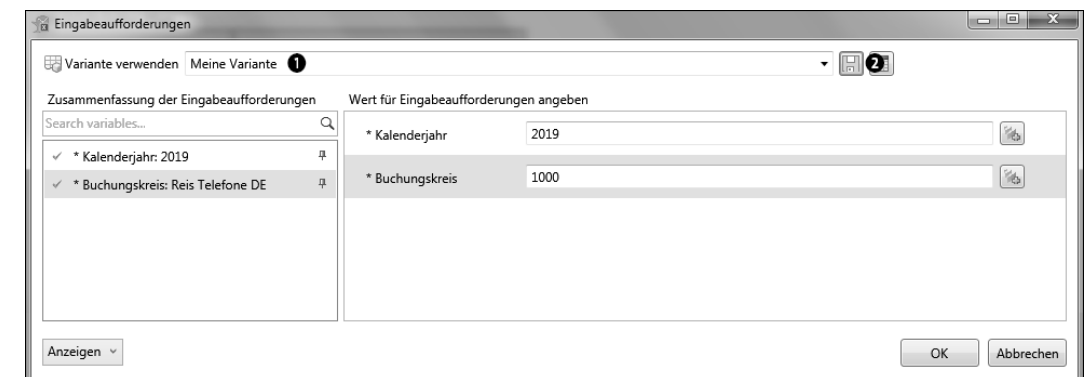 Eingabeaufforderungen
Variante verwenden Meine Variante 1 2
Zusammenfassung der Eingabeaufforderungen
Wert für Eingabeaufforderungen angeben
Search variables...
* Kalenderjahr: 2019
* Buchungskreis: Reis Telefone DE
* Kalenderjahr 2019
* Buchungskreis 1000
Anzeigen
OK Abbrechen